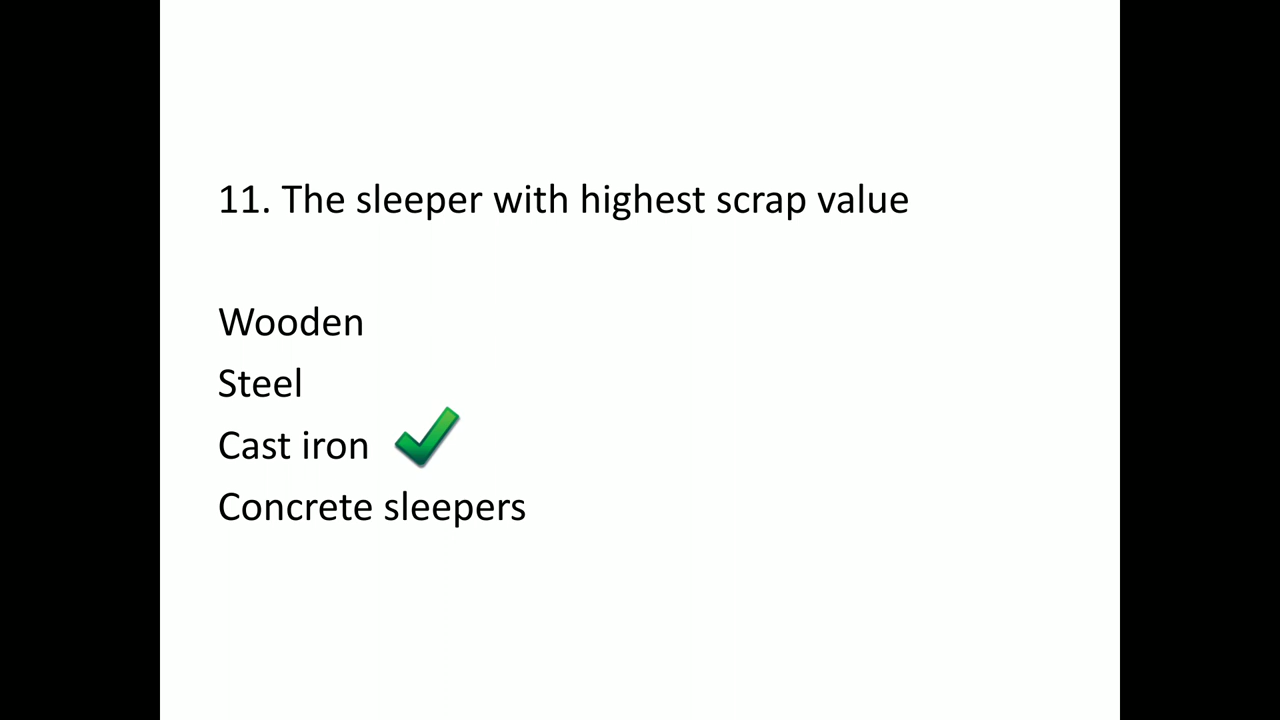 11. The sleeper with highest scrap value
Wooden
Steel
Cast iron
Concrete sleepers